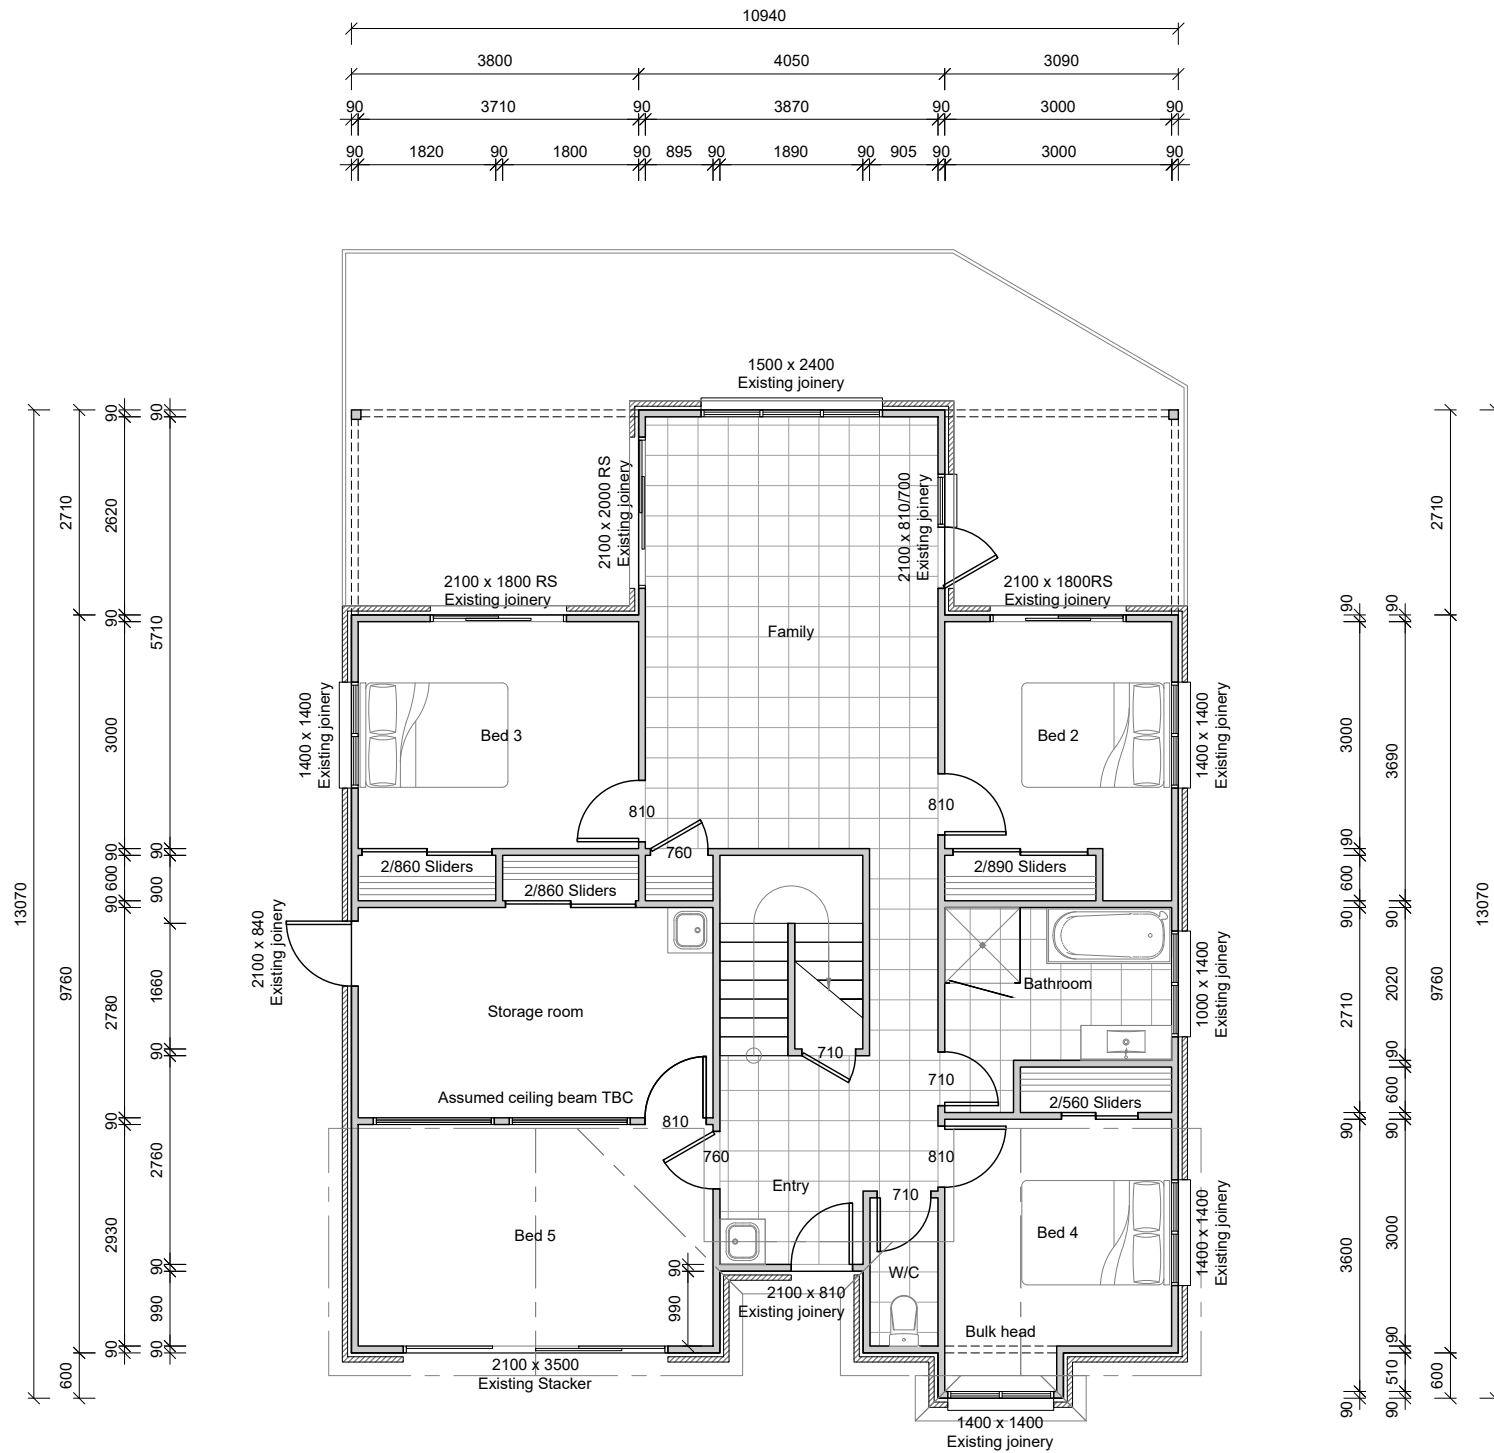 10940
3800 4050 3090
90 3710 90 3870 90 3000 90
90 1820 90 1800 90 895 90 1890 90 905 90 3000 90
1500 x 2400
Existing joinery
2100 x 2000 RS
Existing joinery
2100 x 810/700
Existing joinery
2100 x 1800 RS
Existing joinery
2100 x 1800RS
Existing joinery
Family
1400 x 1400
Existing joinery
Bed 3
Bed 2
1400 x 1400
Existing joinery
810
810
760
2/860 Sliders
2/860 Sliders
2/890 Sliders
2100 x 840
Existing joinery
Storage room
Bathroom
1000 x 1400
Existing joinery
710
710
Assumed ceiling beam TBC
2/560 Sliders
810
760
810
Entry
710
Bed 5
Bed 4
1400 x 1400
Existing joinery
W/C
90
990
2100 x 810
Existing joinery
Bulk head
2100 x 3500
Existing Stacker
1400 x 1400
Existing joinery
13070
2710
9760
600
90
2620
90
3000
90
600
90
2780
90
2930
90
990
90
90
5710
90
900
1660
90
2760
90
990
90
90
3000
90
600
90
2710
90
3600
90
90
3690
90
2020
90
600
90
3000
90
510
90
2710
9760
600
13070